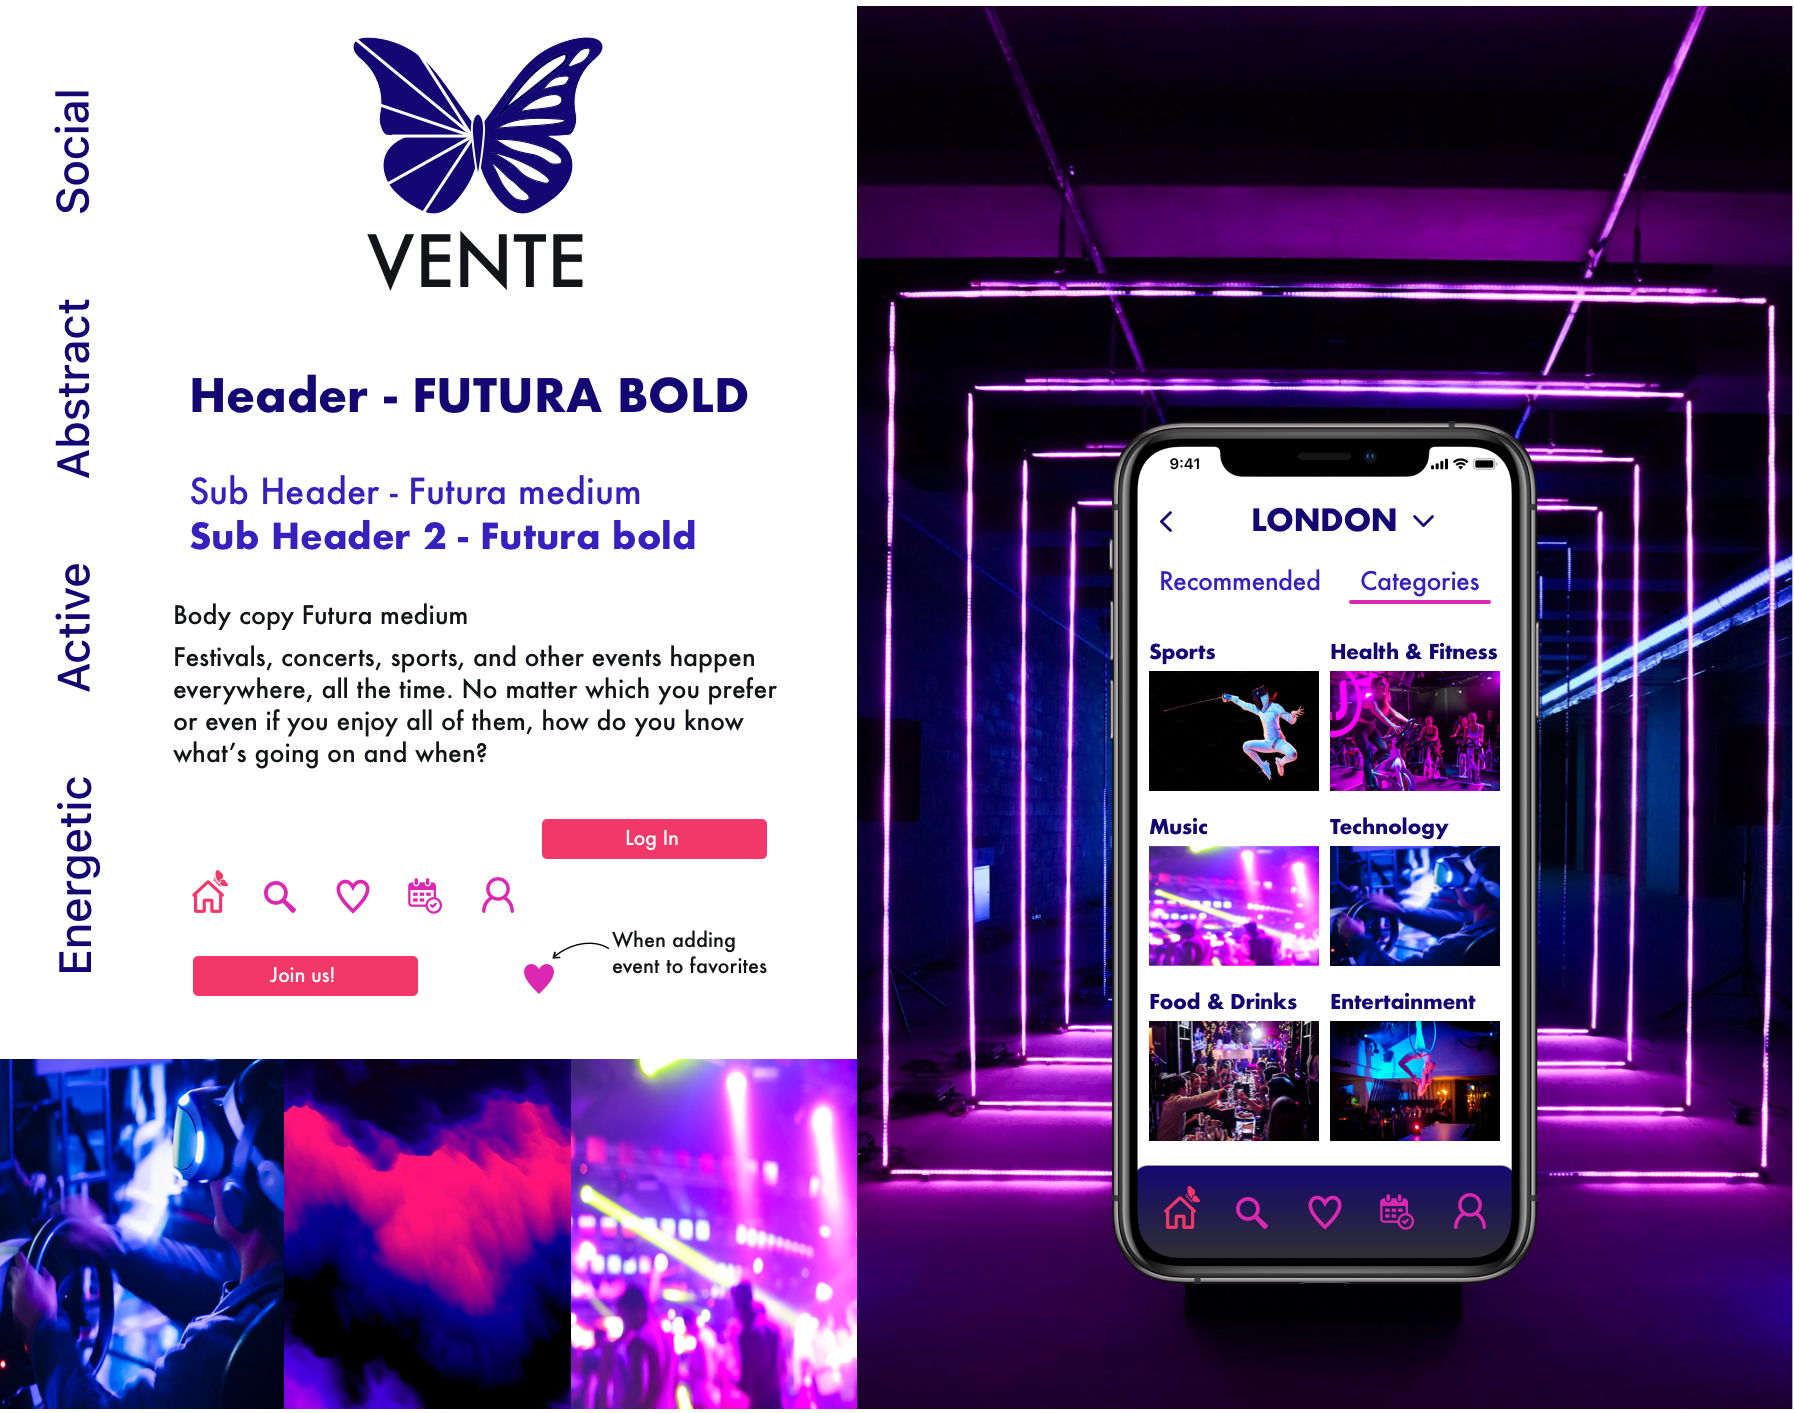 Social
Abstract
Active
Energetic
VENTE
Header - FUTURA BOLD
Sub Header - Futura medium
Sub Header 2 - Futura bold
Body copy Futura medium
Festivals, concerts, sports, and other events happen
everywhere, all the time. No matter which you prefer
or even if you enjoy all of them, how do you know
what’s going on and when?
Log In
When adding
event to favorites
Join us!
9:41
LONDON
Recommended
Categories
Sports
Health & Fitness
Music
Technology
Food & Drinks
Entertainment